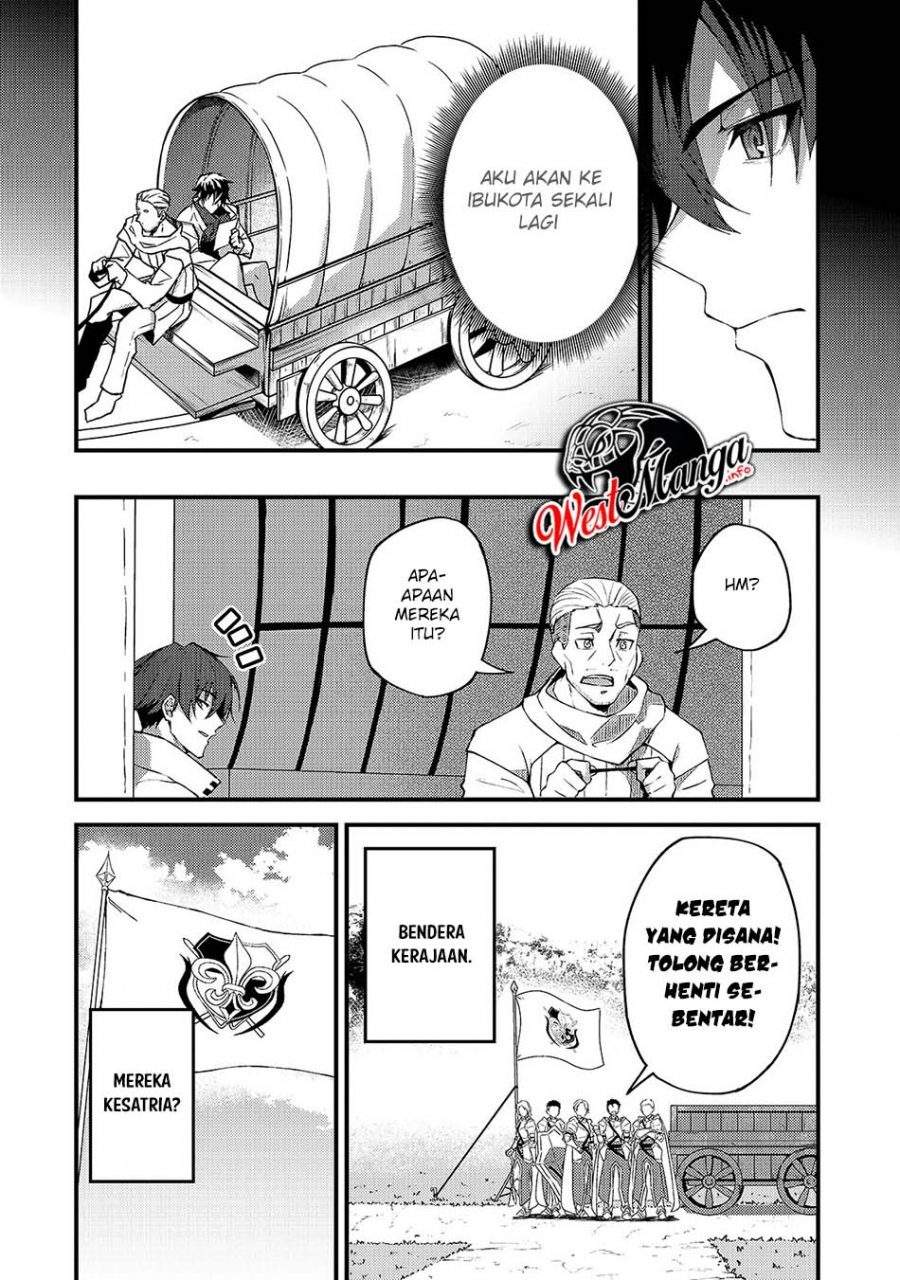 AKU AKAN KE
IBUKOTA SEKALI
LAGI
WestManga
.info
HM?
APA-
APAAN
MEREKA
ITU?
KERETA
YANG DISANA!
TOLONG BER-
HENTI SE-
BENTAR!
BENDERA
KERAJAAN.
MEREKA
KESATRIA?